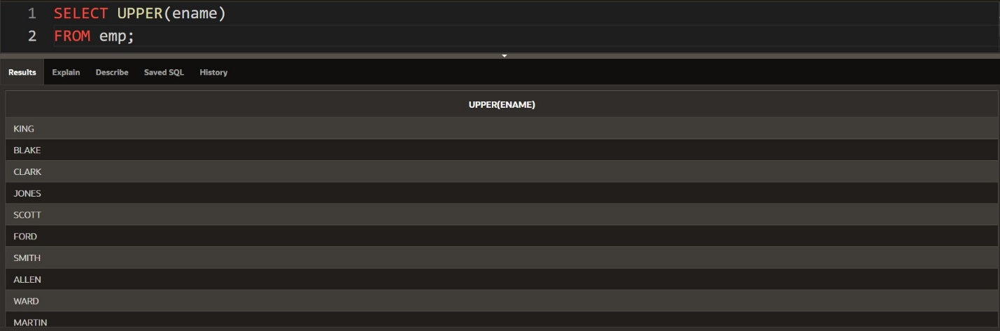 1 SELECT UPPER(ename)
2 FROM emp;
Results Explain Describe Saved SQL History
UPPER(ENAME)
KING
BLAKE
CLARK
JONES
SCOTT
FORD
SMITH
ALLEN
WARD
MARTIN